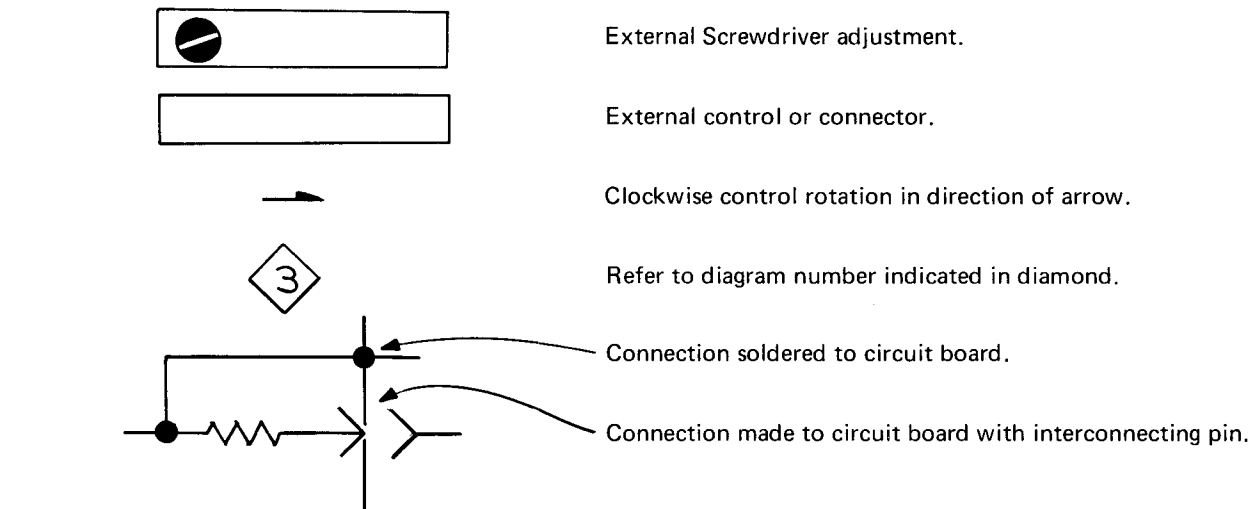 External Screwdriver adjustment.
External control or connector.
Clockwise control rotation in direction of arrow.
3
Refer to diagram number indicated in diamond.
Connection soldered to circuit board.
Connection made to circuit board with interconnecting pin.